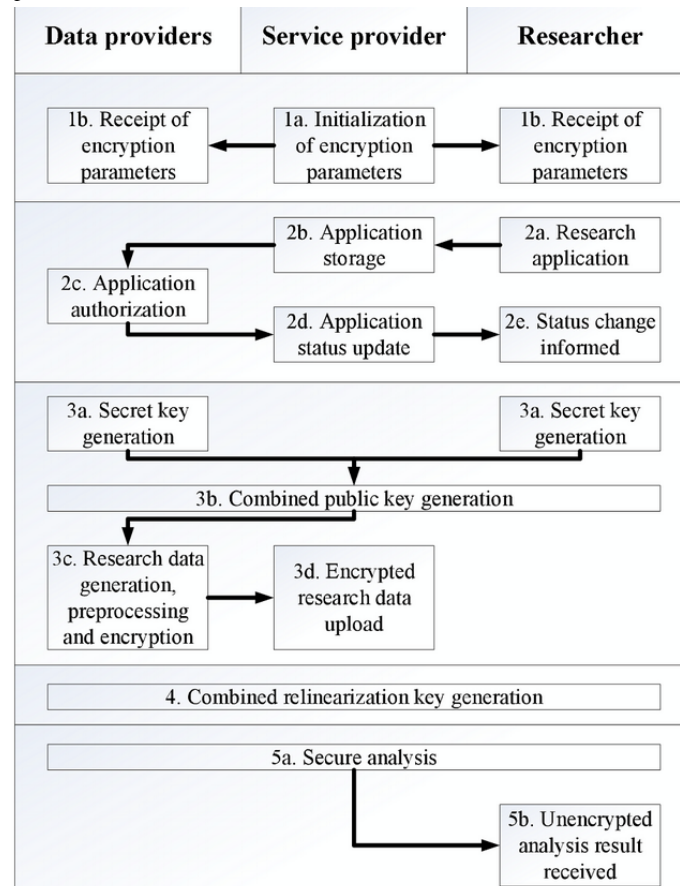 Data providers
Service provider
Researcher
1b. Receipt of
encryption
parameters
1a. Initialization
of encryption
parameters
1b. Receipt of
encryption
parameters
2b. Application
storage
2a. Research
application
2c. Application
authorization
2d. Application
status update
2e. Status change
informed
3a. Secret key
generation
3a. Secret key
generation
3b. Combined public key generation
3c. Research data
generation,
preprocessing
and encryption
3d. Encrypted
research data
upload
4. Combined relinearization key generation
5a. Secure analysis
5b. Unencrypted
analysis result
received